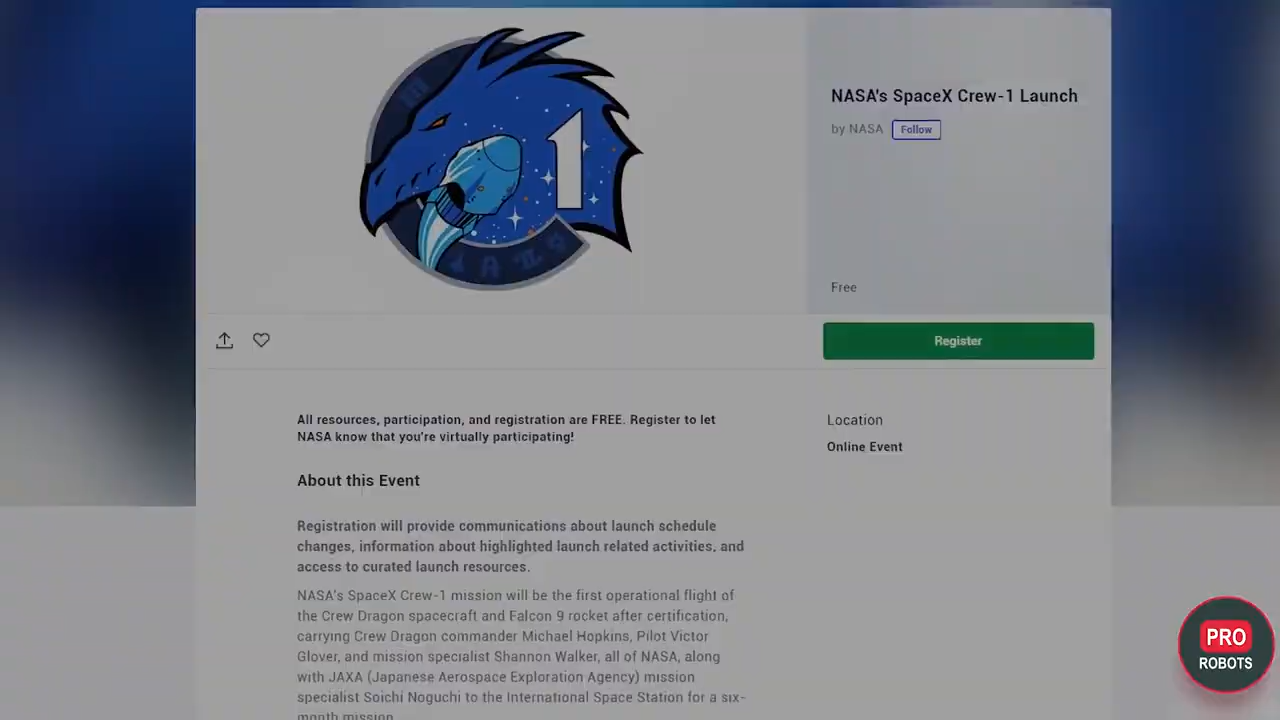 1
NASA's SpaceX Crew-1 Launch
by NASA Follow
Free
Register
All resources, participation, and registration are FREE. Register to let
NASA know that you're virtually participating!
Location
Online Event
About this Event
Registration will provide communications about launch schedule
changes, information about highlighted launch related activities, and
access to curated launch resources.
NASA's SpaceX Crew-1 mission will be the first operational flight of
the Crew Dragon spacecraft and Falcon 9 rocket after certification,
carrying Crew Dragon commander Michael Hopkins, Pilot Victor
Glover, and mission specialist Shannon Walker, all of NASA, along
with JAXA (Japanese Aerospace Exploration Agency) mission
specialist Soichi Noguchi to the International Space Station for a six-
month mission.
PRO
ROBOTS